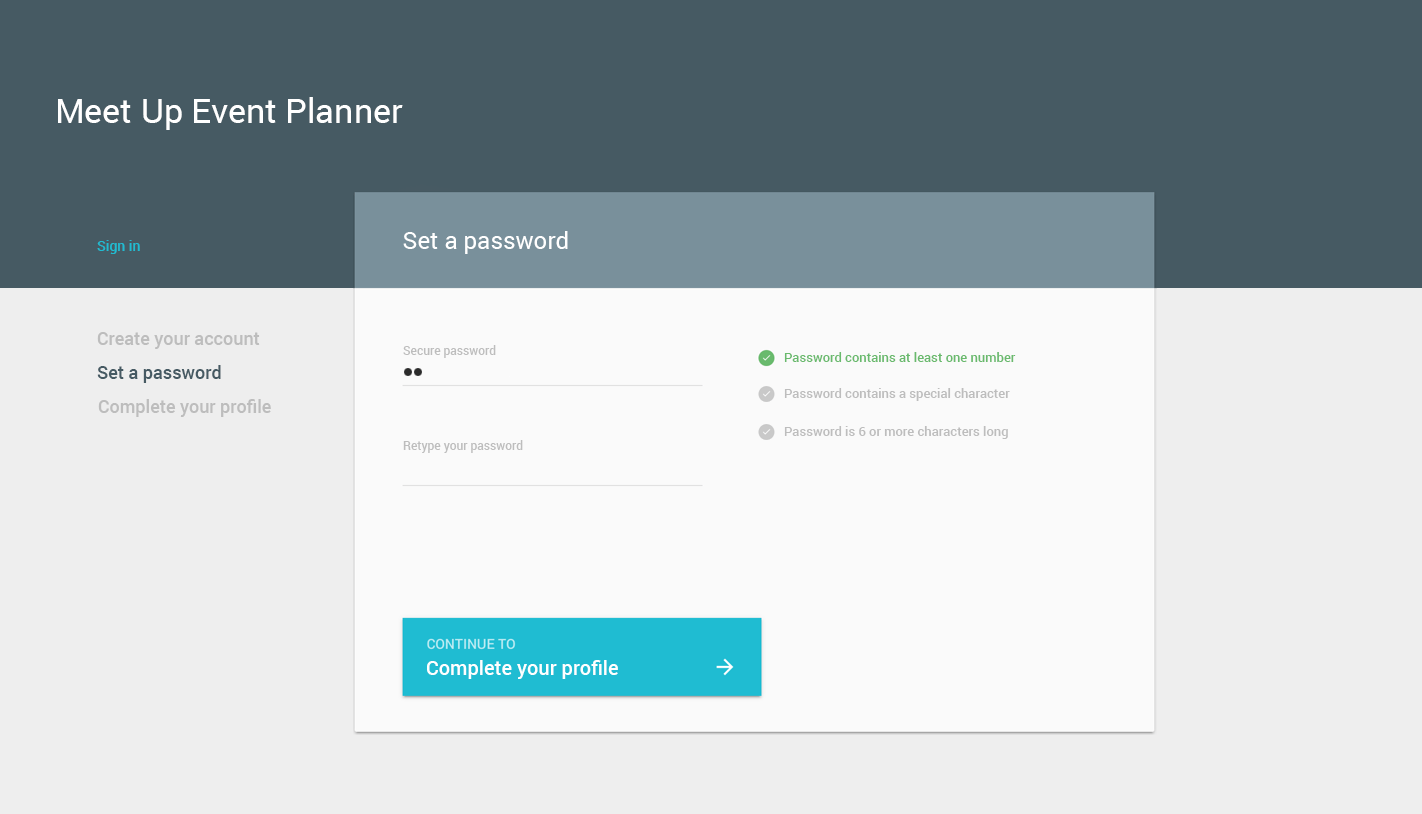 Meet Up Event Planner
Sign in
Create your account
Set a password
Complete your profile
Set a password
Secure password
Retype your password
Password contains at least one number
Password contains a special character
Password is 6 or more characters long
CONTINUE TO
Complete your profile